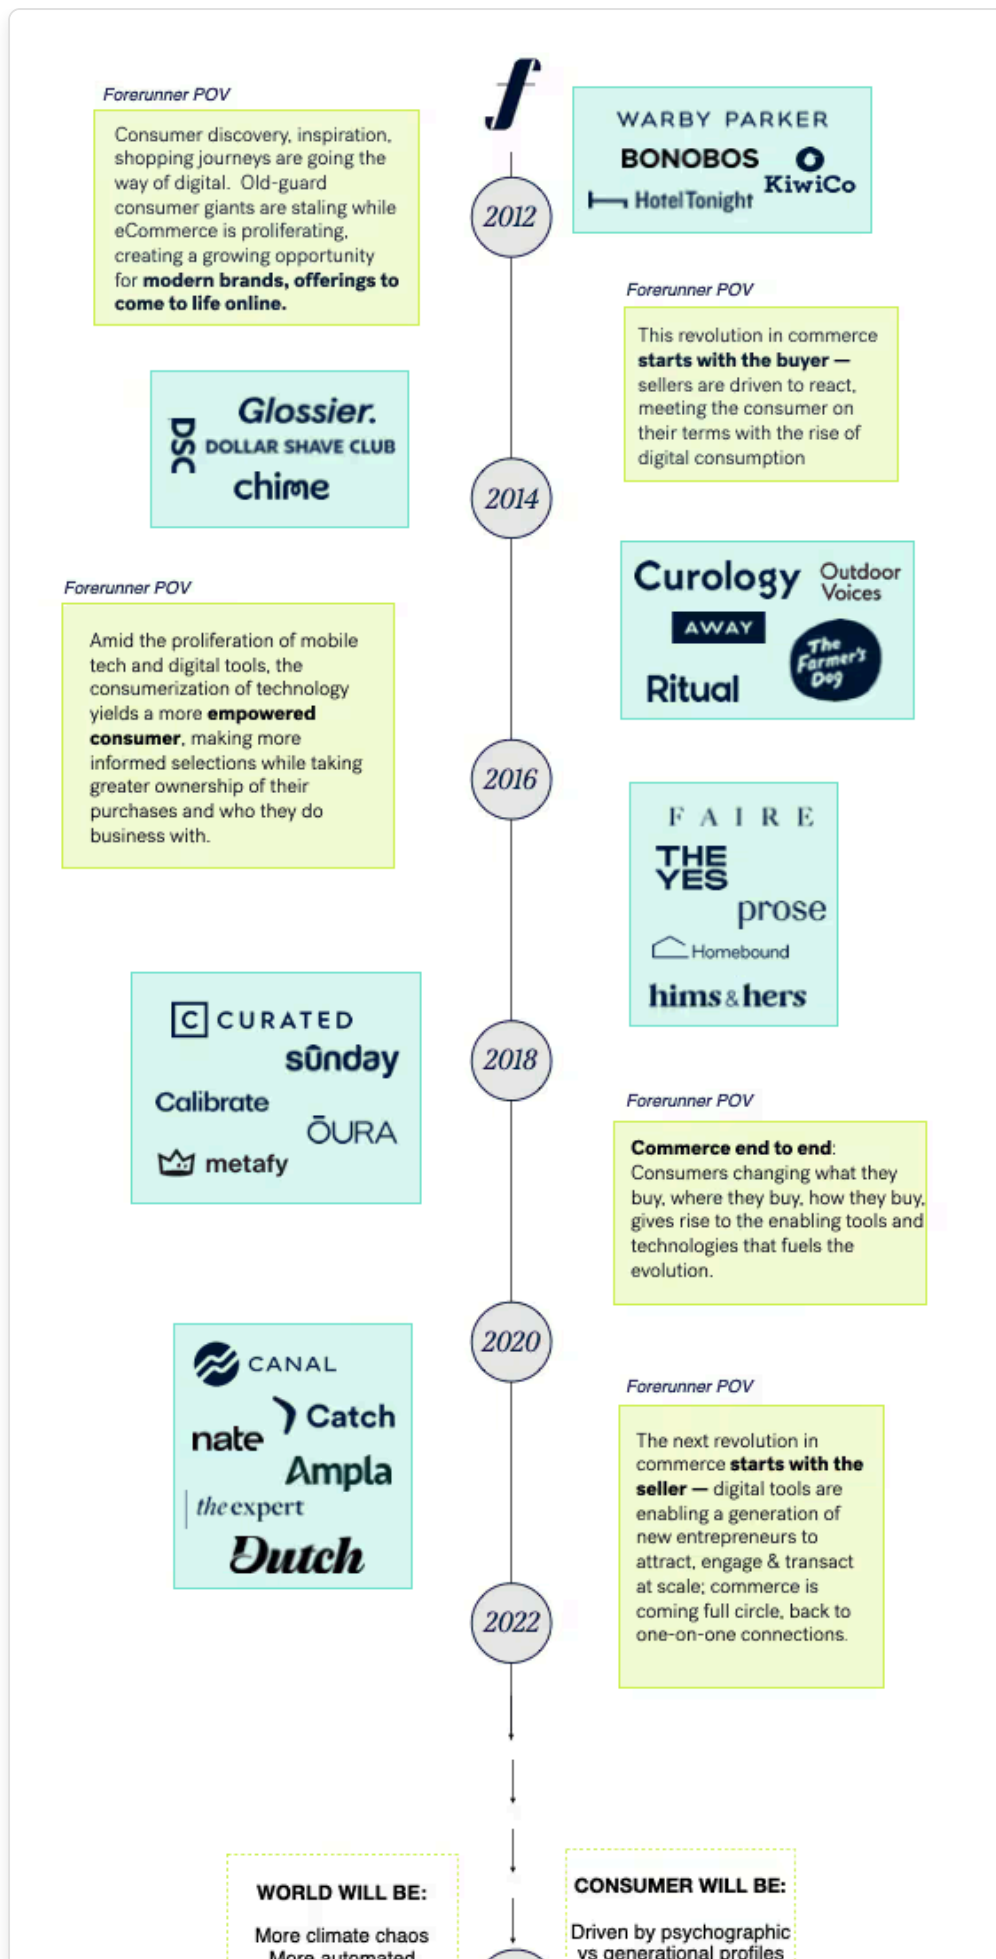 f
Forerunner POV
Consumer discovery, inspiration,
shopping journeys are going the
way of digital. Old-guard
consumer giants are staling while
eCommerce is proliferating,
creating a growing opportunity
for modern brands, offerings to
come to life online.
WARBY PARKER
BONOBOS
KiwiCo
HotelTonight
2012
Forerunner POV
This revolution in commerce
starts with the buyer —
sellers are driven to react,
meeting the consumer on
their terms with the rise of
digital consumption
Glossier.
DSC
DOLLAR SHAVE CLUB
chime
2014
Curology
Outdoor
Voices
AWAY
The
Farmer's
Dog
Ritual
Forerunner POV
Amid the proliferation of mobile
tech and digital tools, the
consumerization of technology
yields a more empowered
consumer, making more
informed selections while taking
greater ownership of their
purchases and who they do
business with.
2016
FAIRE
THE
YES
prose
Homebound
hims & hers
C CURATED
sūnday
Calibrate
ŌURA
metafy
2018
Forerunner POV
Commerce end to end:
Consumers changing what they
buy, where they buy, how they buy,
gives rise to the enabling tools and
technologies that fuels the
evolution.
2020
CANAL
Catch
nate
Ampla
the expert
Dutch
Forerunner POV
The next revolution in
commerce starts with the
seller — digital tools are
enabling a generation of
new entrepreneurs to
attract, engage & transact
at scale; commerce is
coming full circle, back to
one-on-one connections.
2022
WORLD WILL BE:
More climate chaos
More automated
CONSUMER WILL BE:
Driven by psychographic
vs generational profiles